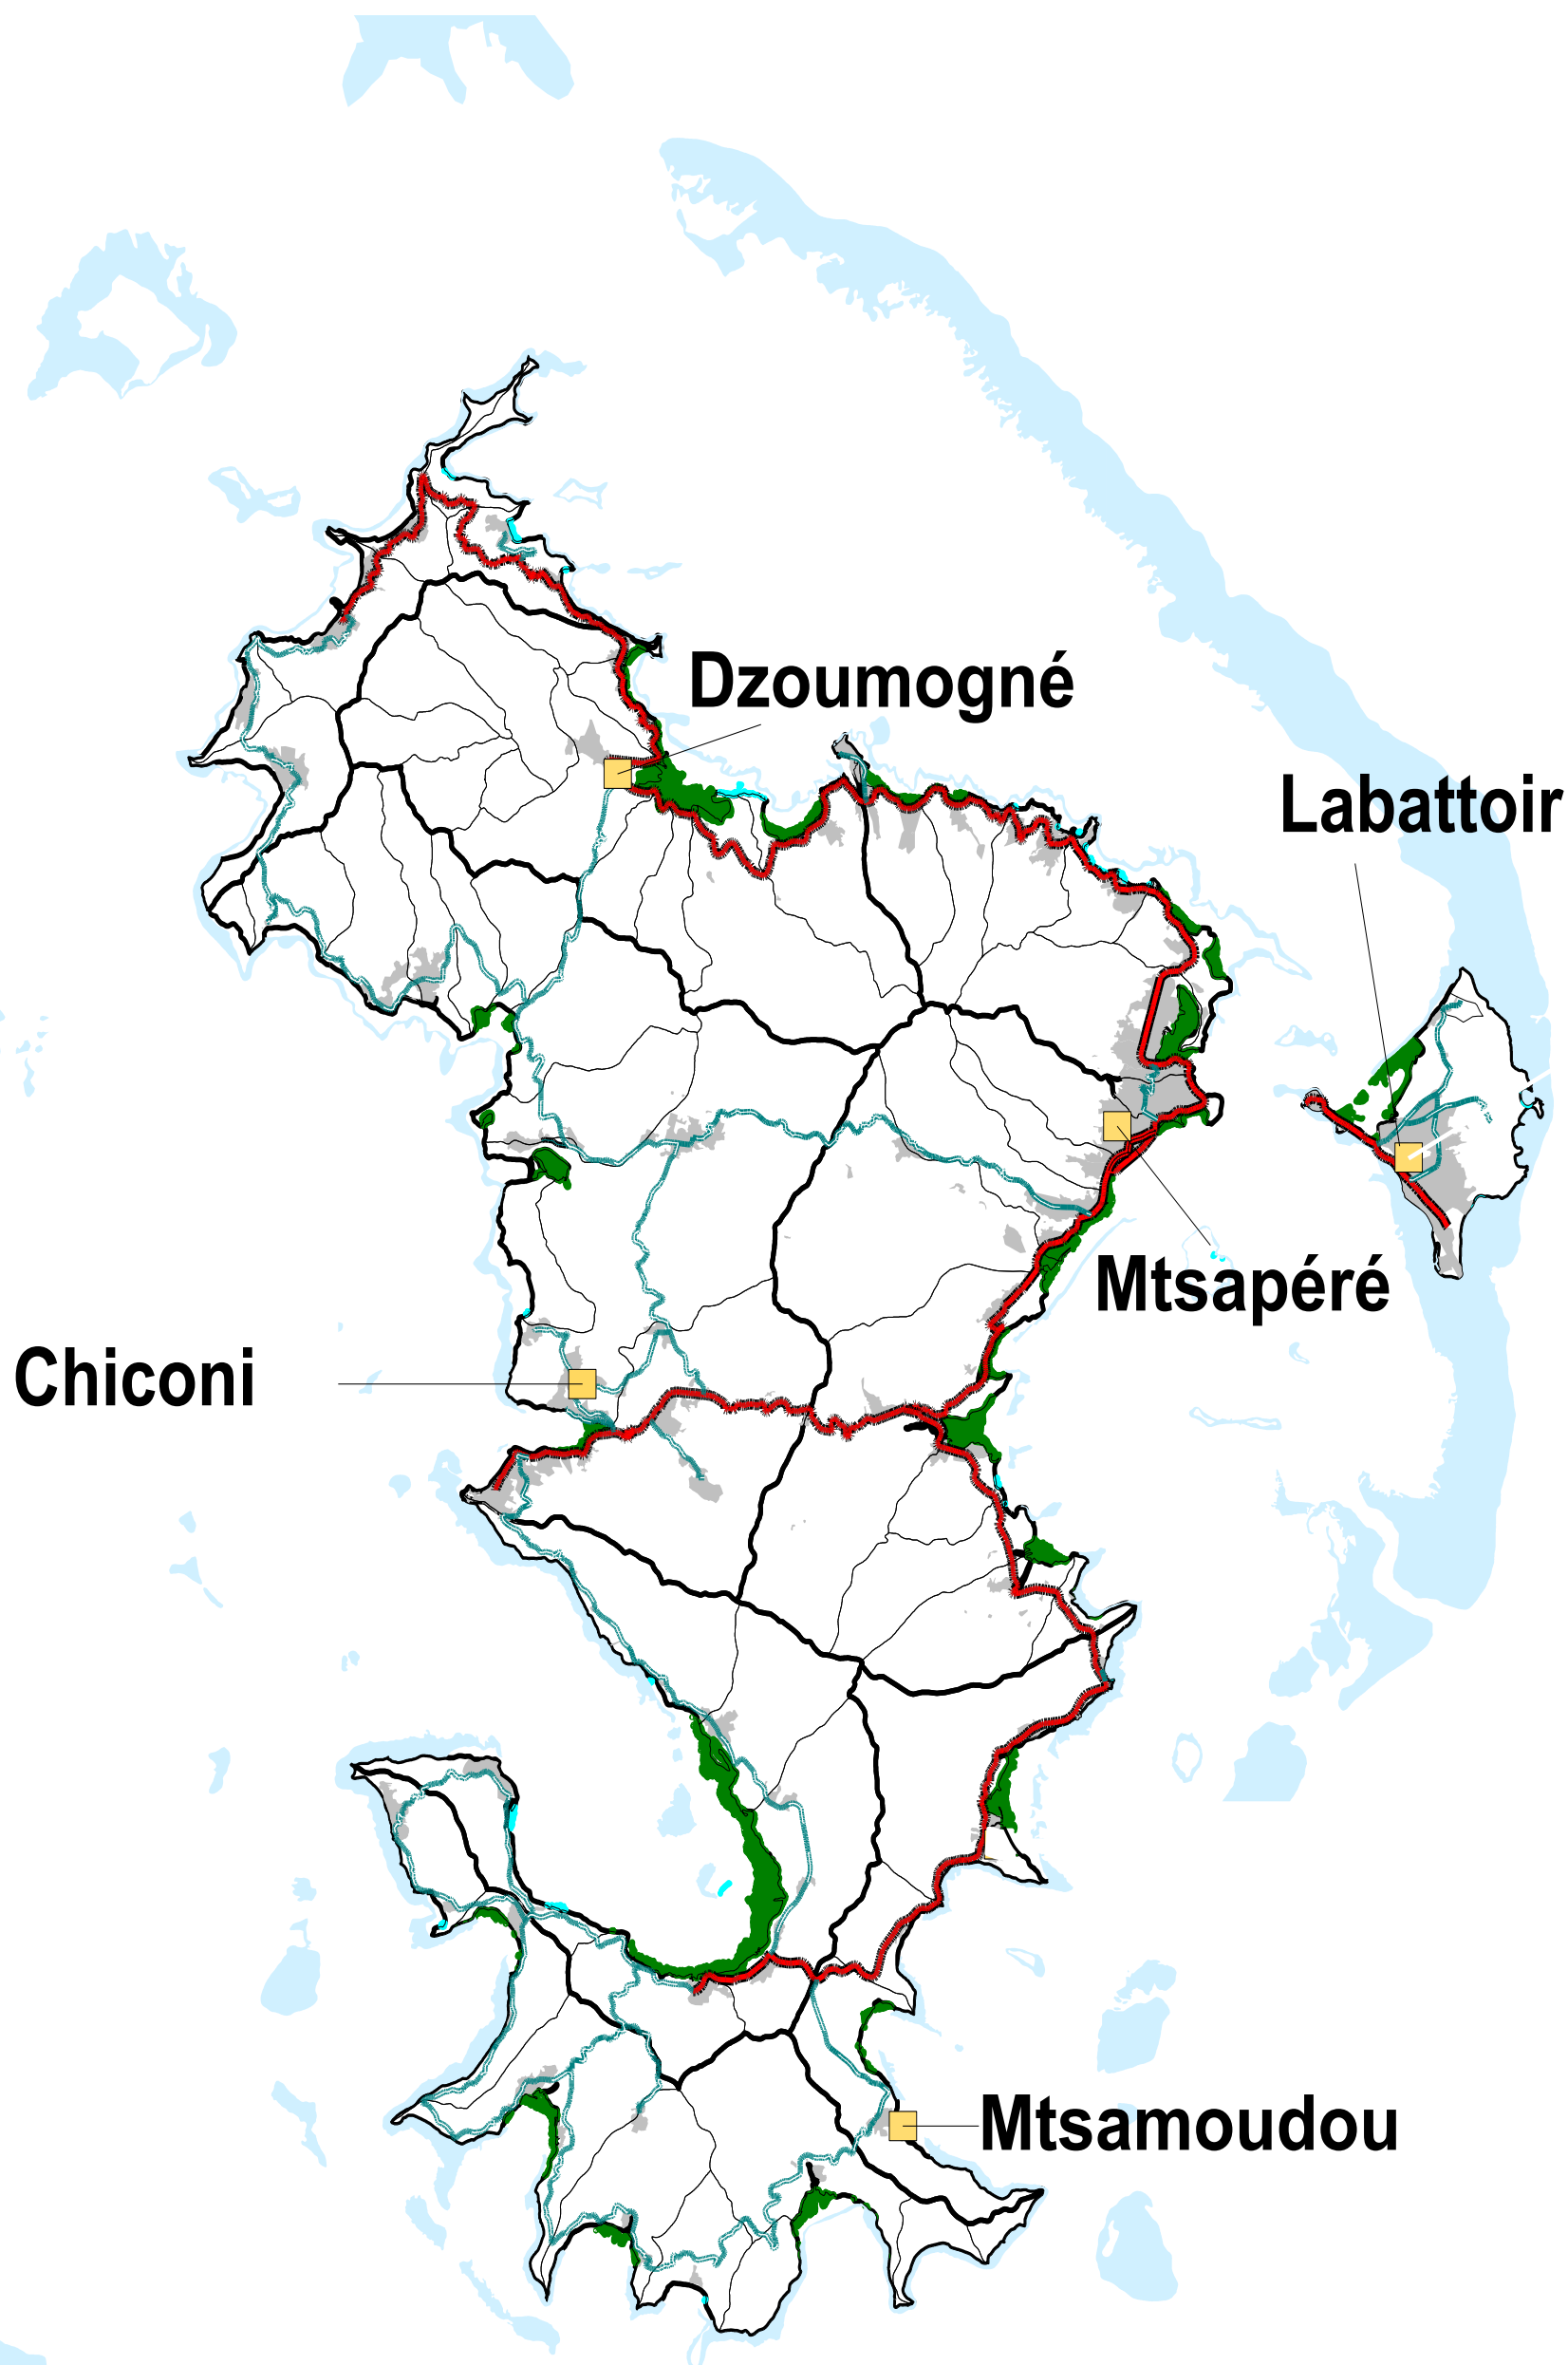 Dzoumogné
Labattoir
Mtsapéré
Chiconi
Mtsamoudou